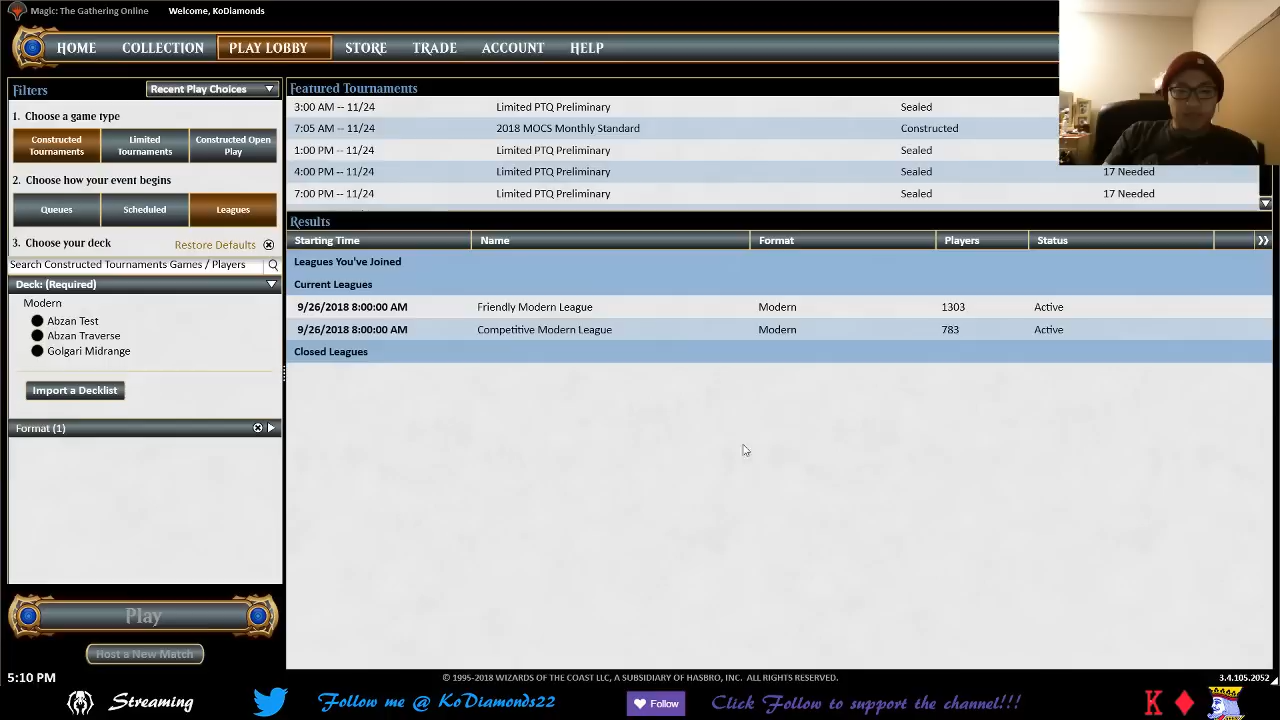 Magic: The Gathering Online Welcome, KoDiamonds
HOME COLLECTION PLAY LOBBY STORE TRADE ACCOUNT HELP
Filters Recent Play Choices
1. Choose a game type
Constructed Tournaments Limited Tournaments Constructed Open Play
2. Choose how your event begins
Queues Scheduled Leagues
3. Choose your deck Restore Defaults
Search Constructed Tournaments Games / Players
Deck: (Required)
Modern
Abzan Test
Abzan Traverse
Golgari Midrange
Import a Decklist
Format (1)
Play
Host a New Match
5:10 PM
Featured Tournaments
3:00 AM -- 11/24 Limited PTQ Preliminary Sealed
7:05 AM -- 11/24 2018 MOCS Monthly Standard Constructed
1:00 PM -- 11/24 Limited PTQ Preliminary Sealed
4:00 PM -- 11/24 Limited PTQ Preliminary Sealed 17 Needed
7:00 PM -- 11/24 Limited PTQ Preliminary Sealed 17 Needed
Results
Starting Time Name Format Players Status
Leagues You've Joined
Current Leagues
9/26/2018 8:00:00 AM Friendly Modern League Modern 1303 Active
9/26/2018 8:00:00 AM Competitive Modern League Modern 783 Active
Closed Leagues
© 1995-2018 WIZARDS OF THE COAST LLC, A SUBSIDIARY OF HASBRO, INC. ALL RIGHTS RESERVED. 3.4.105.2052
Streaming Follow me @ KoDiamonds22 Follow Click Follow to support the channel!!! K